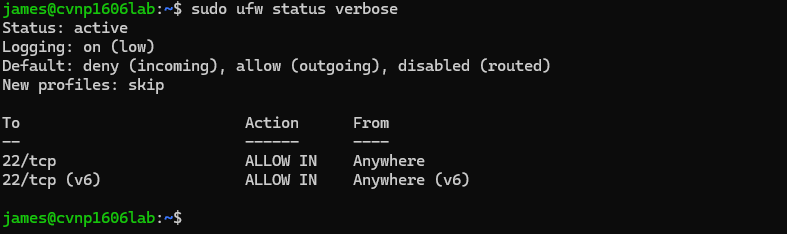 james@cvnp1606lab:~$ sudo ufw status verbose
Status: active
Logging: on (low)
Default: deny (incoming), allow (outgoing), disabled (routed)
New profiles: skip

To                         Action      From
--                         ------      ----
22/tcp                     ALLOW IN    Anywhere
22/tcp (v6)                ALLOW IN    Anywhere (v6)

james@cvnp1606lab:~$